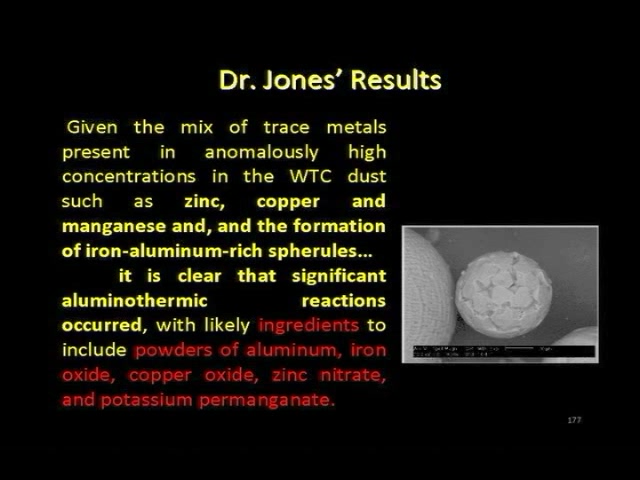 Dr. Jones’ Results
Given the mix of trace metals
present in anomalously high
concentrations in the WTC dust
such as zinc, copper and
manganese and, and the formation
of iron-aluminum-rich spherules…
it is clear that significant
aluminothermic reactions
occurred, with likely ingredients to
include powders of aluminum, iron
oxide, copper oxide, zinc nitrate,
and potassium permanganate.
177